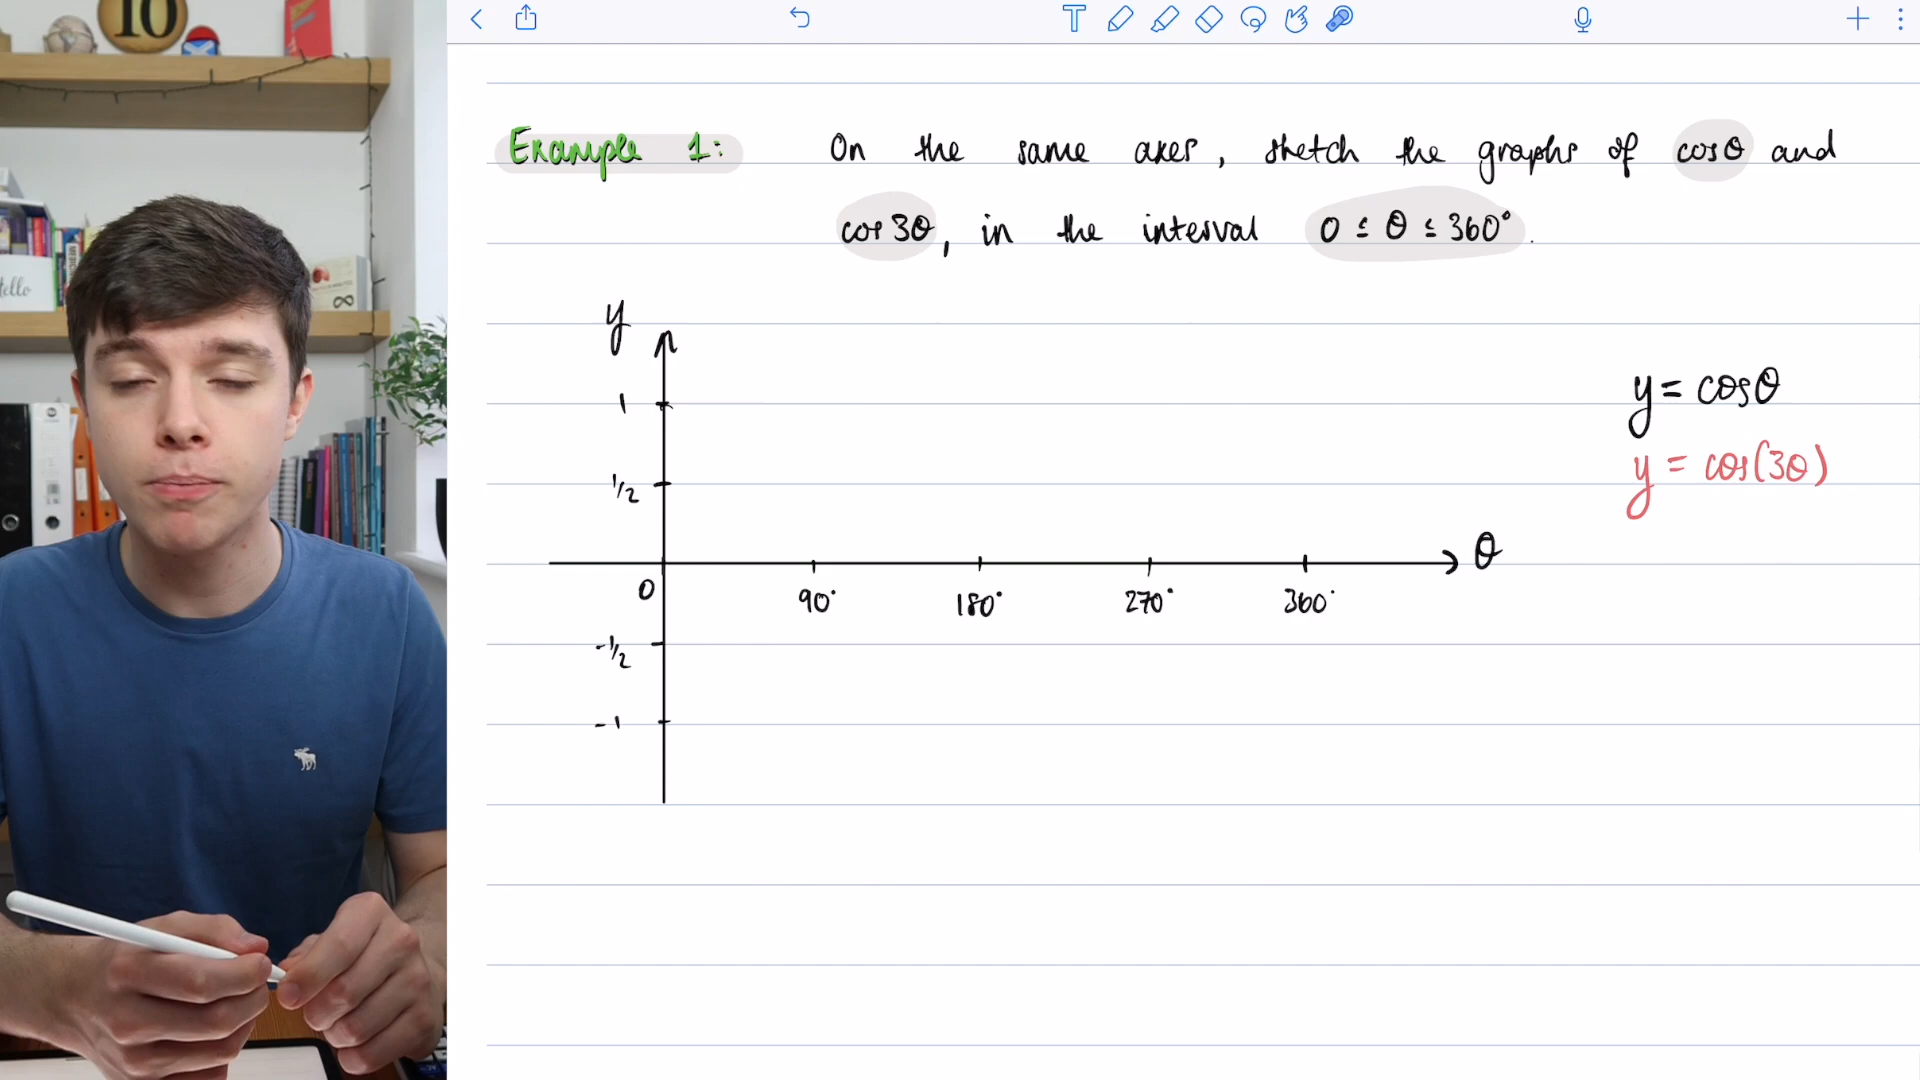 10
Hello
Example 1: On the same axes, sketch the graphs of cosθ and
cos3θ, in the interval 0 ≤ θ ≤ 360°.
y
1
1/2
0
90° 180° 270° 360°
θ
-1/2
-1
y = cosθ
y = cos(3θ)